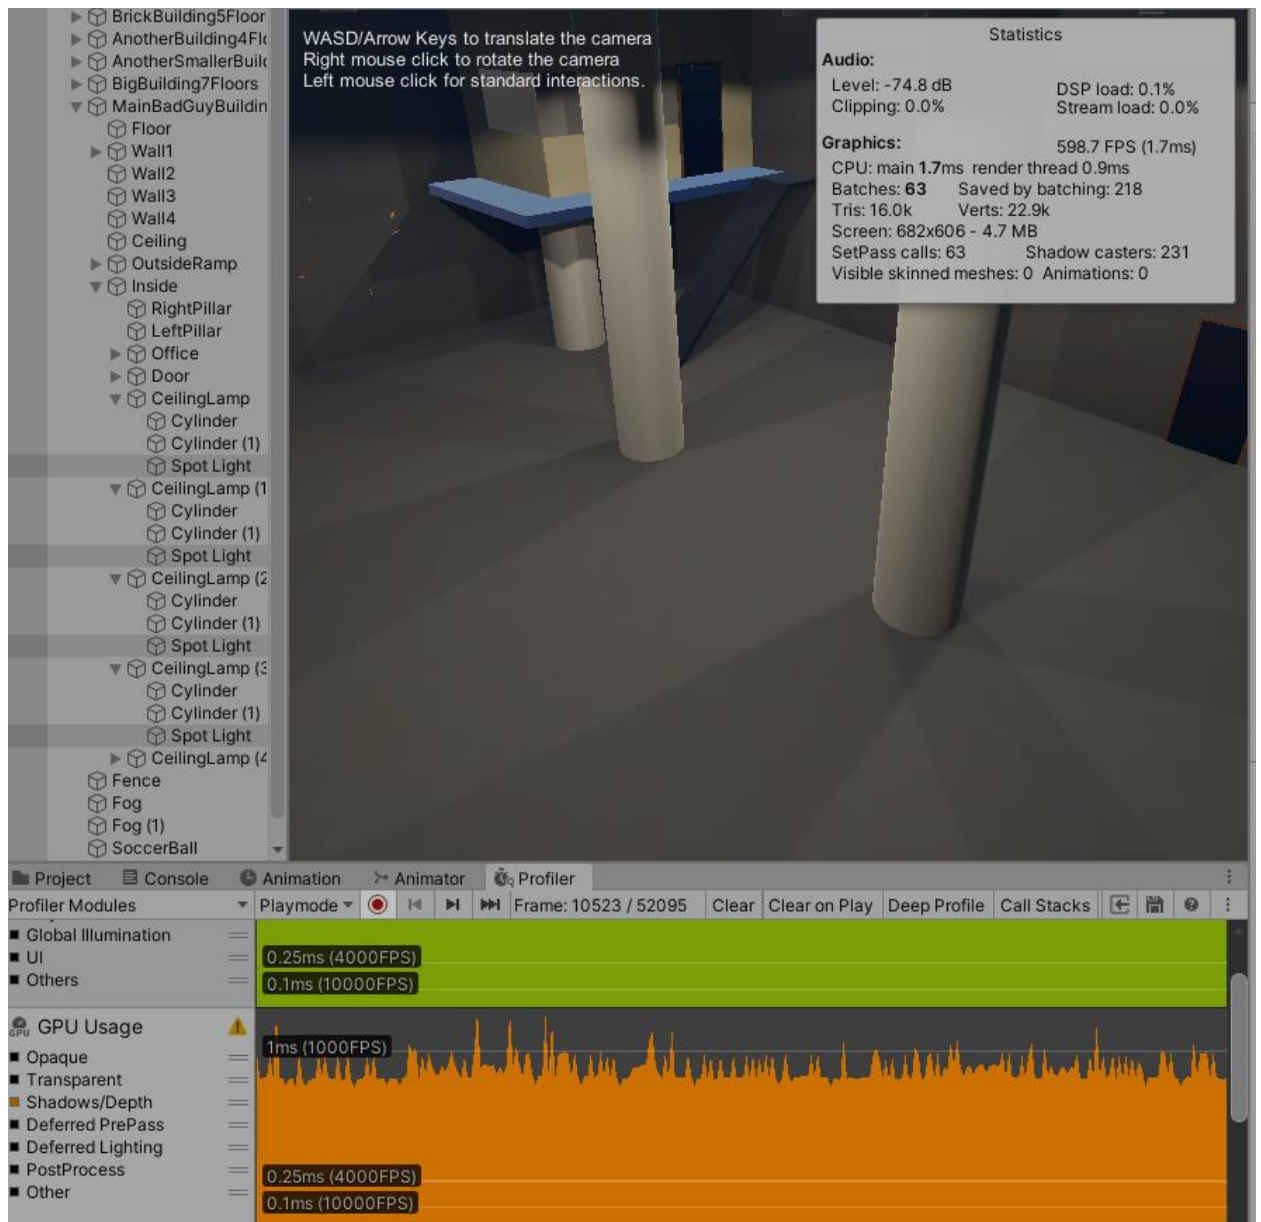 BrickBuilding5Floor
AnotherBuilding4Flo
AnotherSmallerBuild
BigBuilding7Floors
MainBadGuyBuildin
Floor
Wall1
Wall2
Wall3
Wall4
Ceiling
OutsideRamp
Inside
RightPillar
LeftPillar
Office
Door
CeilingLamp
Cylinder
Cylinder (1)
Spot Light
CeilingLamp (1
Cylinder
Cylinder (1)
Spot Light
CeilingLamp (2
Cylinder
Cylinder (1)
Spot Light
CeilingLamp (3
Cylinder
Cylinder (1)
Spot Light
CeilingLamp (4
Fence
Fog
Fog (1)
SoccerBall
WASD/Arrow Keys to translate the camera
Right mouse click to rotate the camera
Left mouse click for standard interactions.
Statistics
Audio:
Level: -74.8 dB DSP load: 0.1%
Clipping: 0.0% Stream load: 0.0%
Graphics: 598.7 FPS (1.7ms)
CPU: main 1.7ms render thread 0.9ms
Batches: 63 Saved by batching: 218
Tris: 16.0k Verts: 22.9k
Screen: 682x606 - 4.7 MB
SetPass calls: 63 Shadow casters: 231
Visible skinned meshes: 0 Animations: 0
Project Console Animation Animator Profiler
Profiler Modules Playmode Frame: 10523 / 52095 Clear Clear on Play Deep Profile Call Stacks
Global Illumination
UI
Others
0.25ms (4000FPS)
0.1ms (10000FPS)
GPU GPU Usage
Opaque
Transparent
Shadows/Depth
Deferred PrePass
Deferred Lighting
PostProcess
Other
1ms (1000FPS)
0.25ms (4000FPS)
0.1ms (10000FPS)